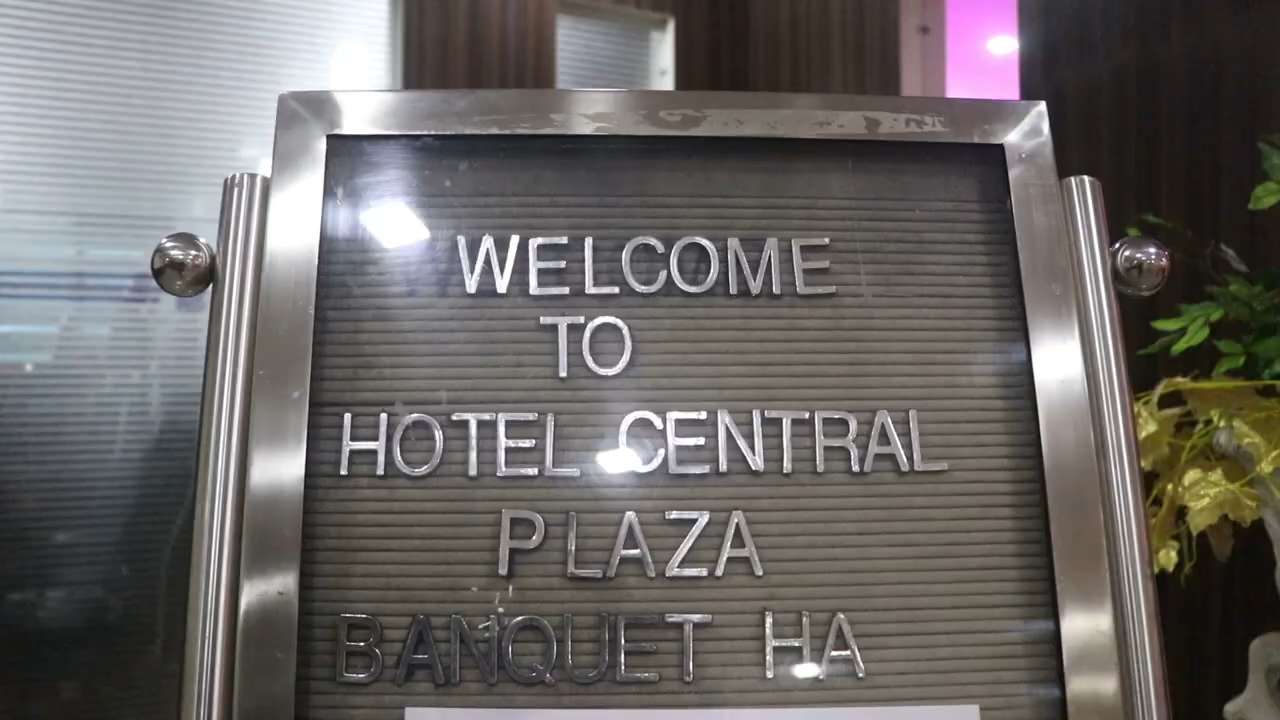 WELCOME
TO
HOTEL CENTRAL
PLAZA
BANQUET HA